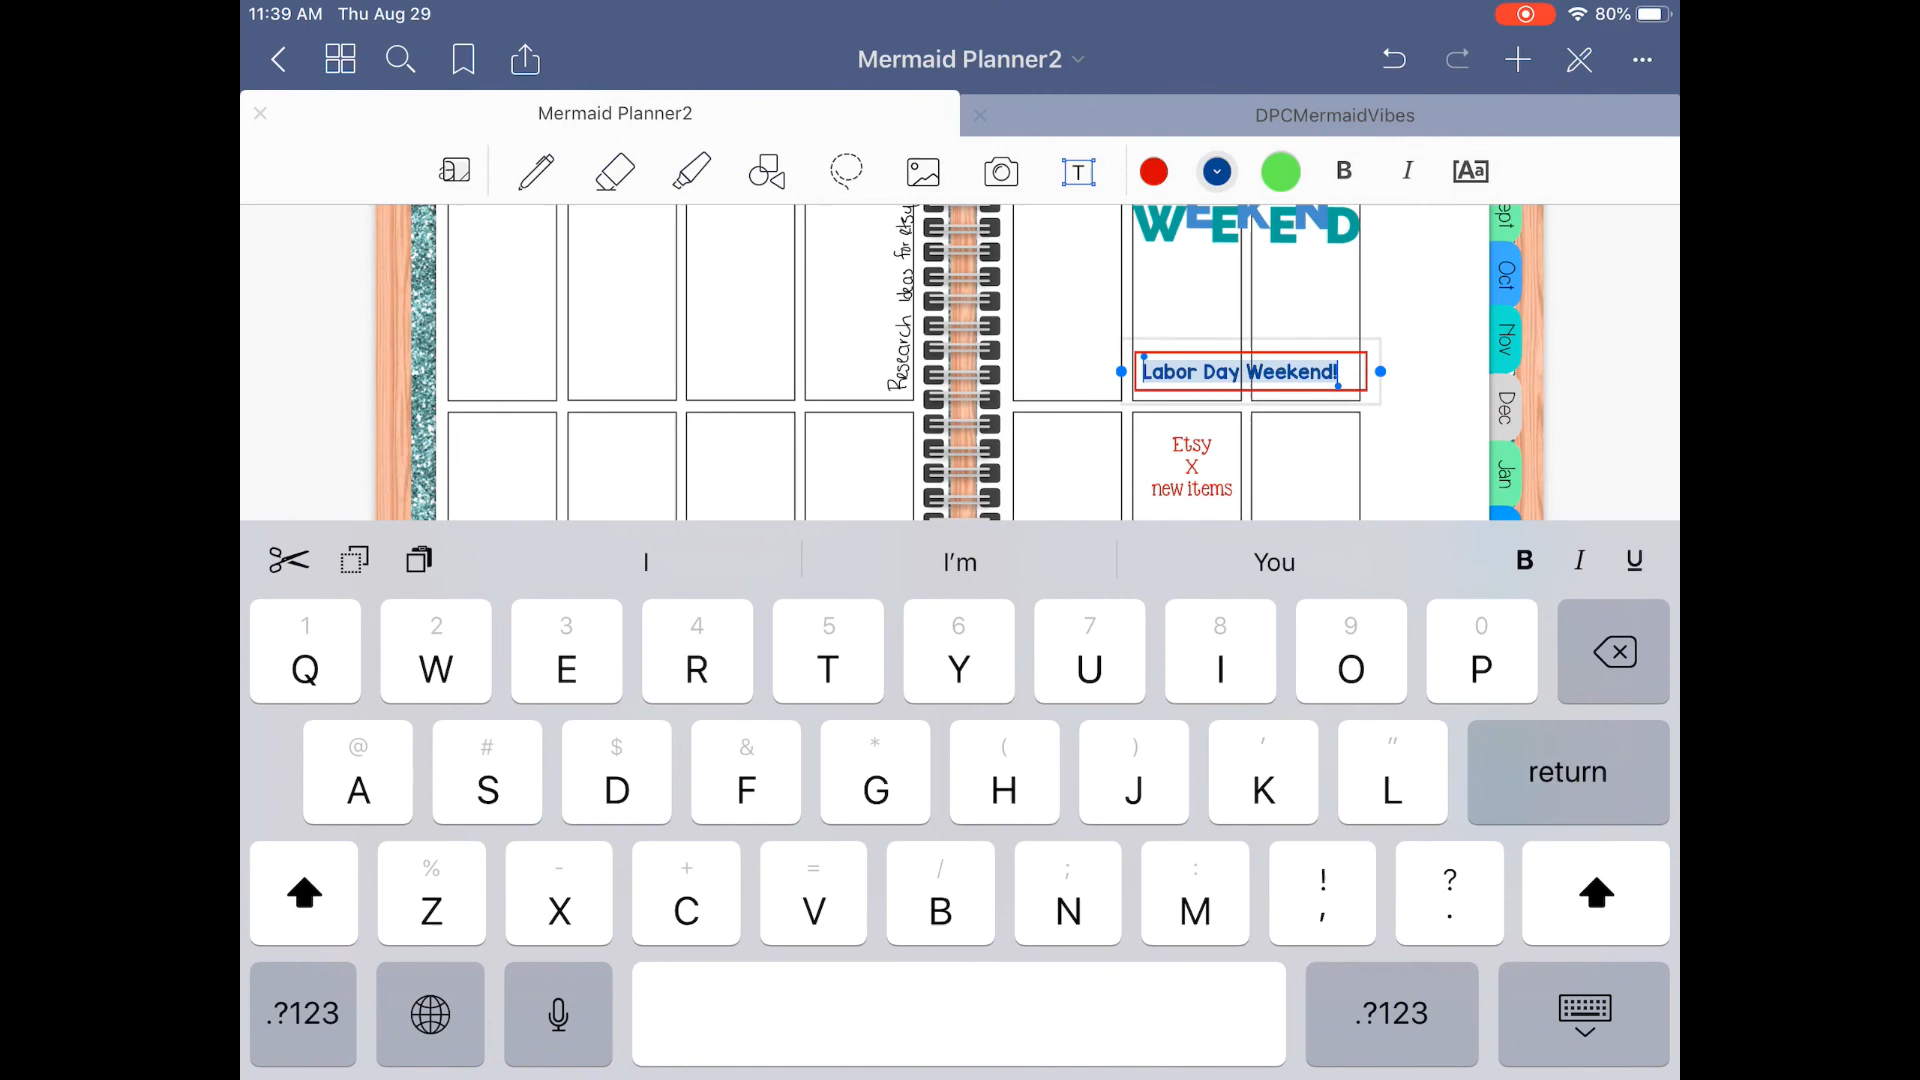 11:39 AM Thu Aug 29
80%
Mermaid Planner2
Mermaid Planner2
DPCMermaidVibes
T
B I [Aa]
WEEKEND
Research Ideas for etsy
Labor Day Weekend!
Etsy
X
new items
ept
Oct
Nov
Dec
Jan
I
I'm
You
B I U
1 2 3 4 5 6 7 8 9 0
Q W E R T Y U I O P
@ # $ & * ( ) ' "
A S D F G H J K L
return
% - + = / ; : ! ?
Z X C V B N M , .
.?123
.?123